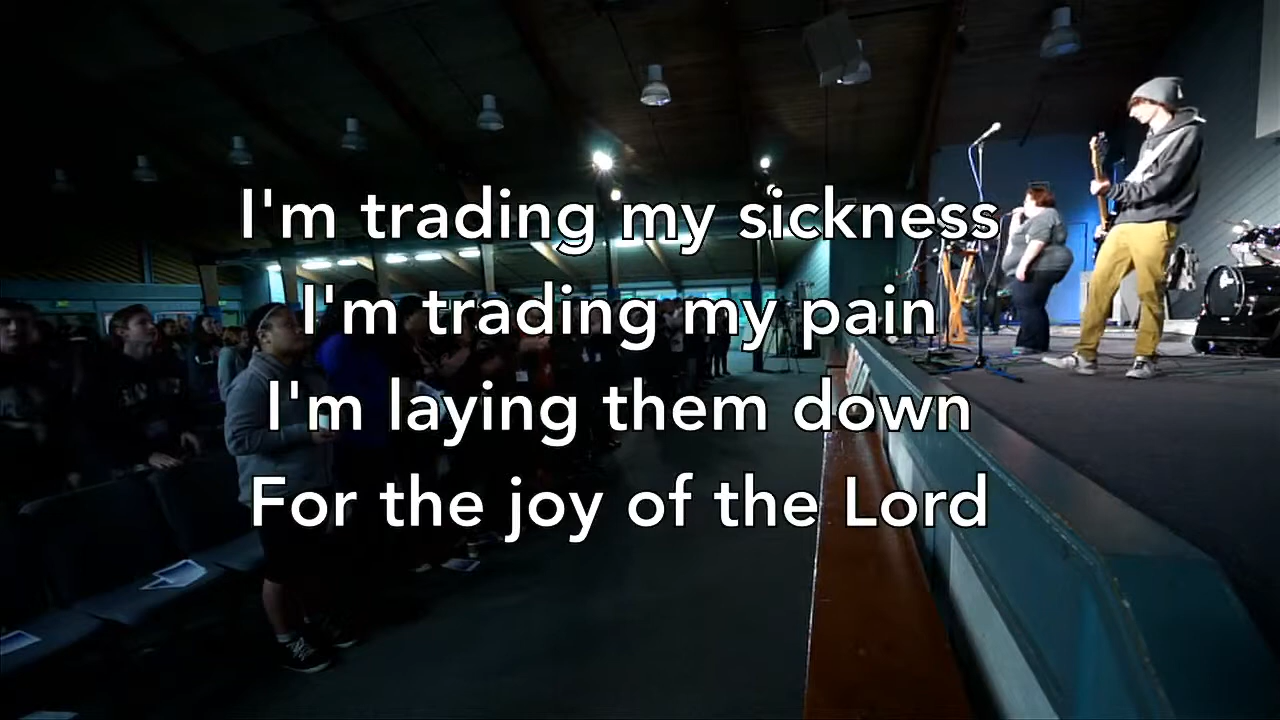 I'm trading my sickness
I'm trading my pain
I'm laying them down
For the joy of the Lord